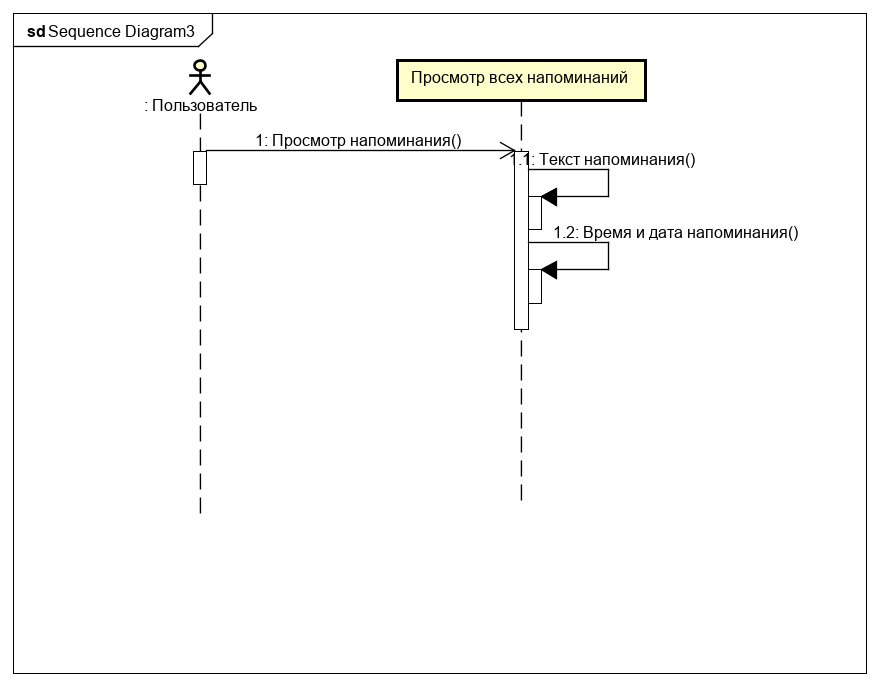 sd Sequence Diagram3
: Пользователь
Просмотр всех напоминаний
1: Просмотр напоминания()
1.1: Текст напоминания()
1.2: Время и дата напоминания()